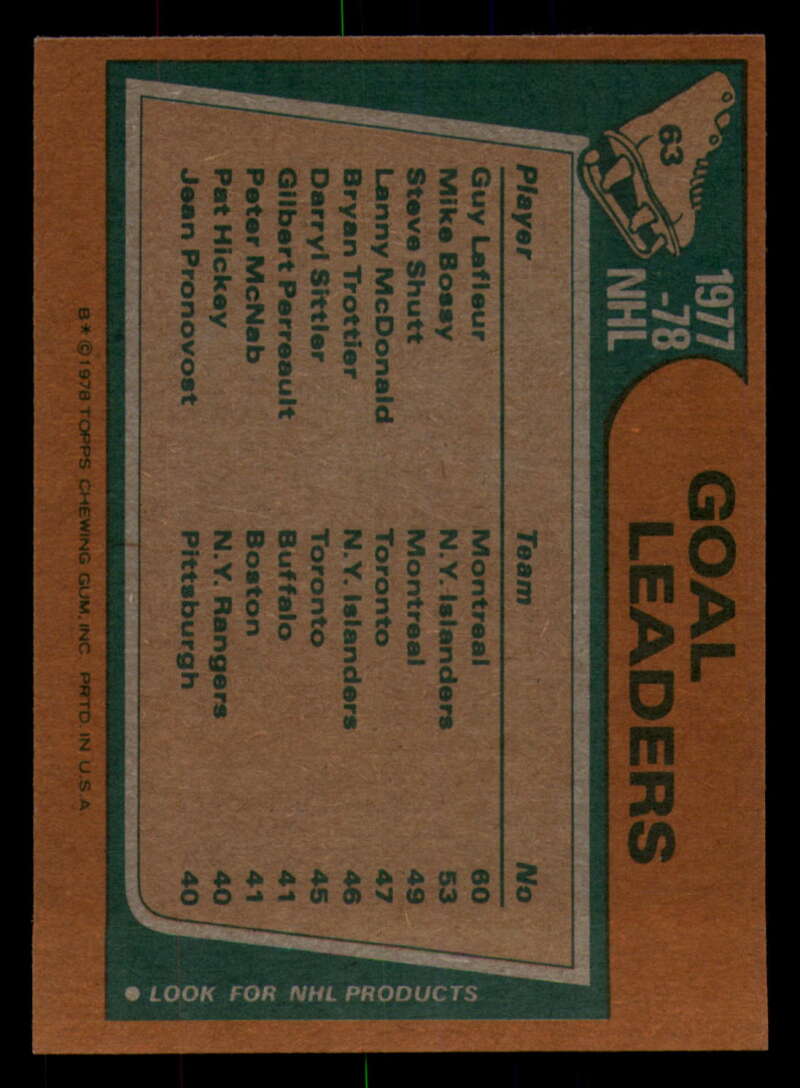 63
1977
-78
NHL
GOAL
LEADERS
Player Team No
Guy Lafleur Montreal 60
Mike Bossy N.Y. Islanders 53
Steve Shutt Montreal 49
Lanny McDonald Toronto 47
Bryan Trottier N.Y. Islanders 46
Darryl Sittler Toronto 45
Gilbert Perreault Buffalo 41
Peter McNab Boston 41
Pat Hickey N.Y. Rangers 40
Jean Pronovost Pittsburgh 40
● LOOK FOR NHL PRODUCTS
B*©1978 TOPPS CHEWING GUM, INC. PRTD. IN U.S.A